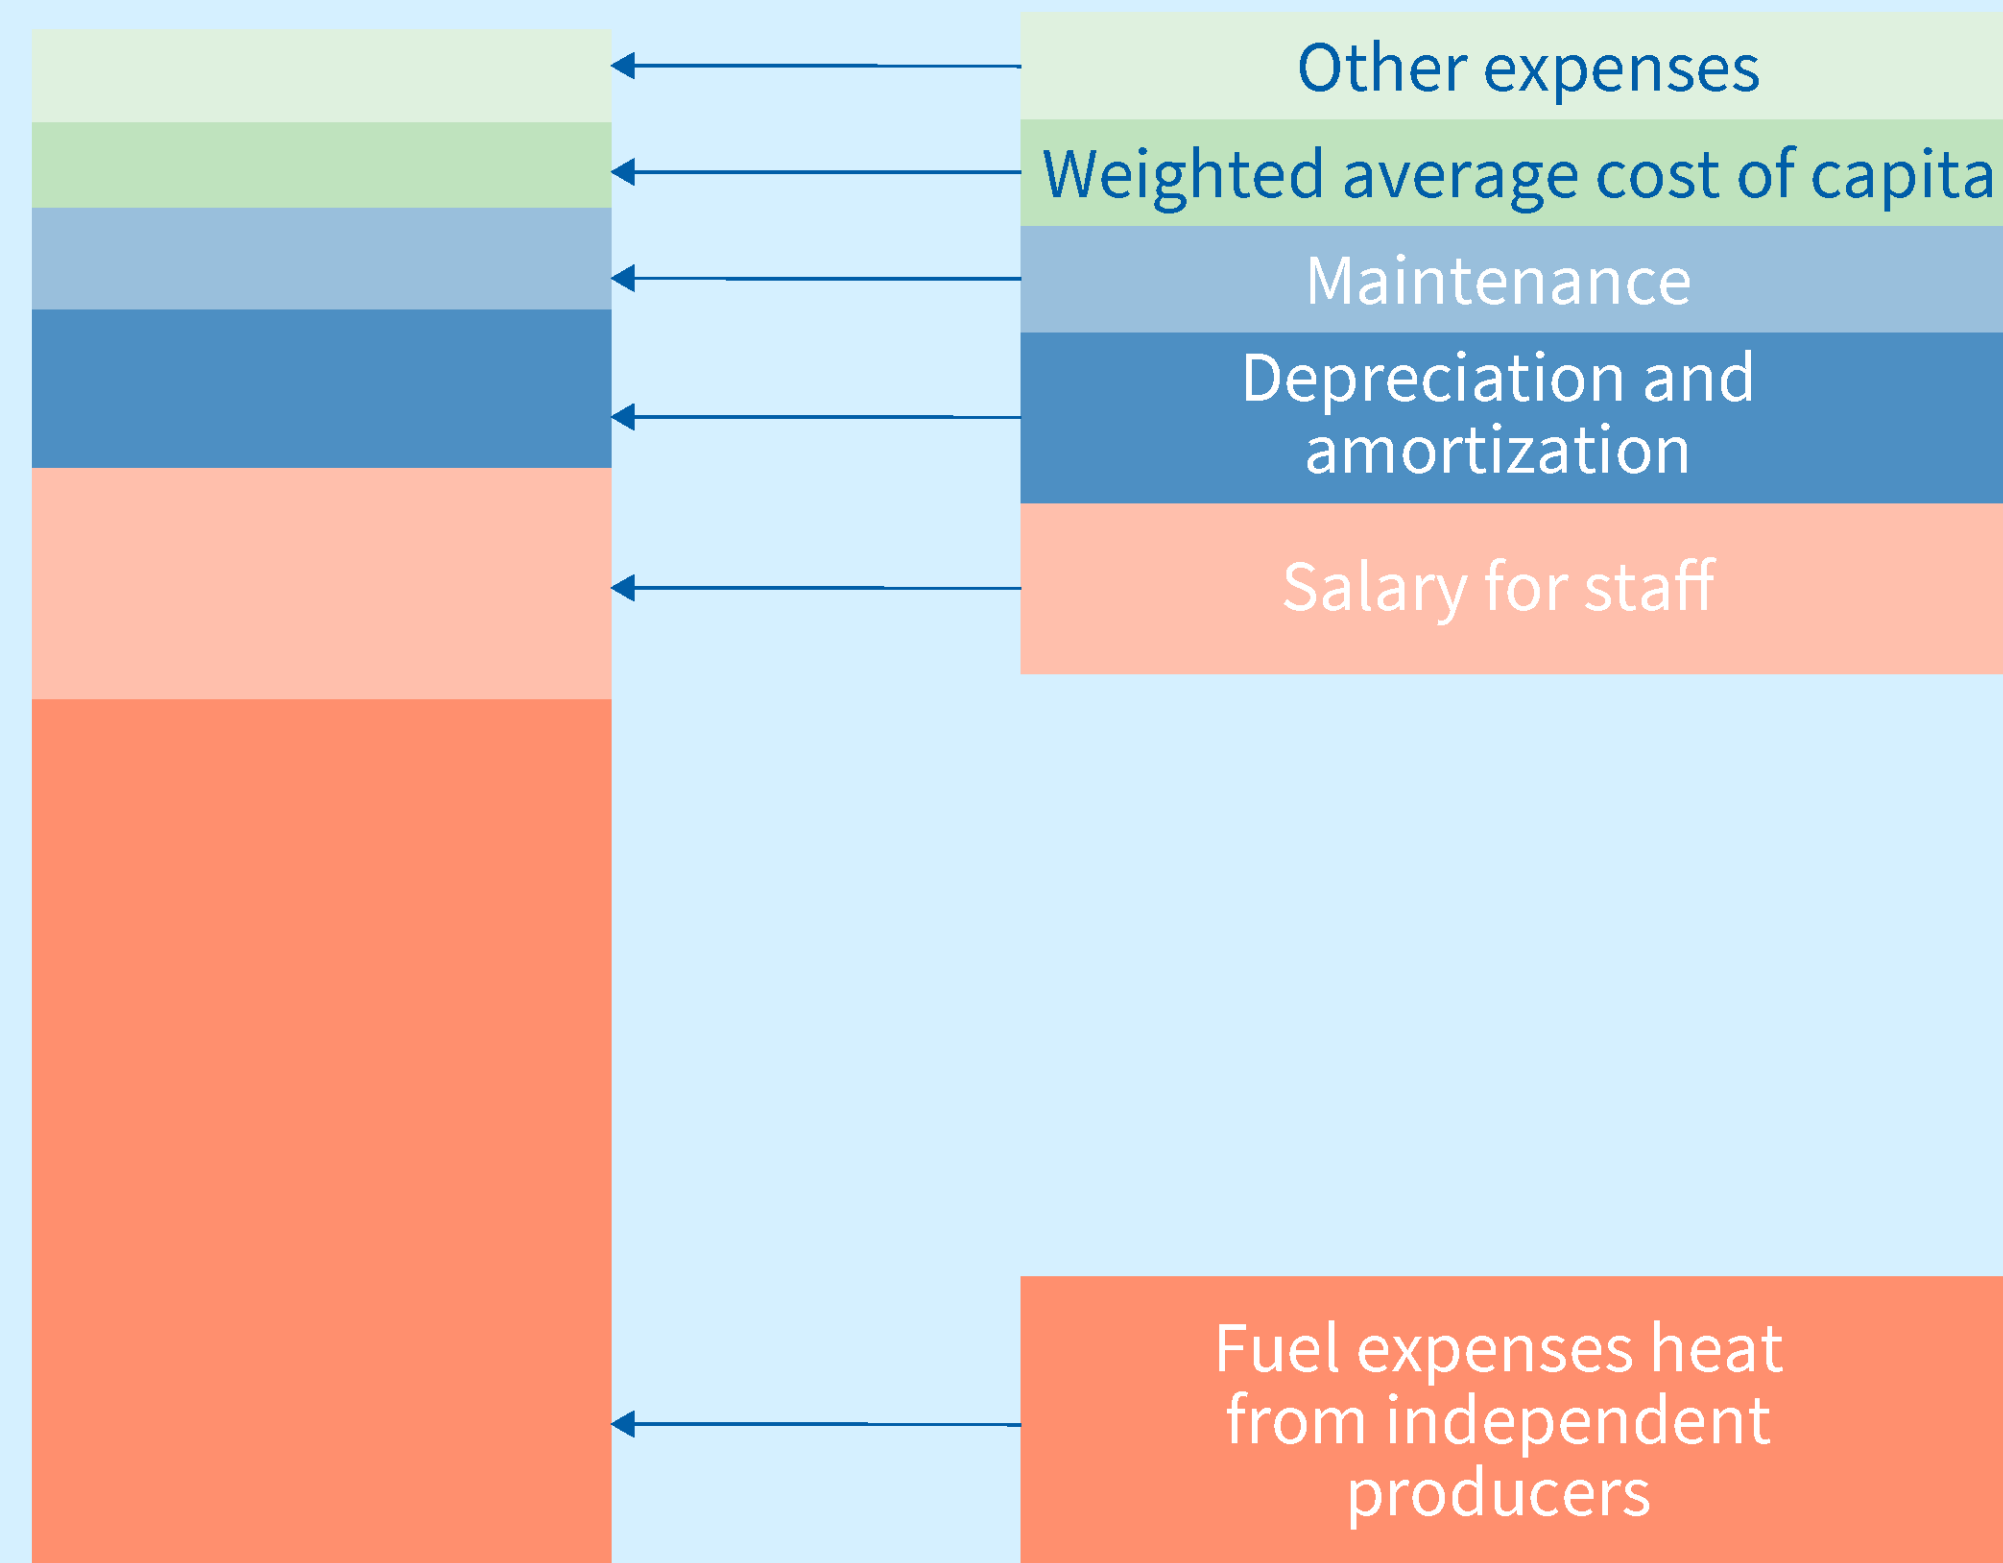 Other expenses
Weighted average cost of capita
Maintenance
Depreciation and
amortization
Salary for staff
Fuel expenses heat
from independent
producers